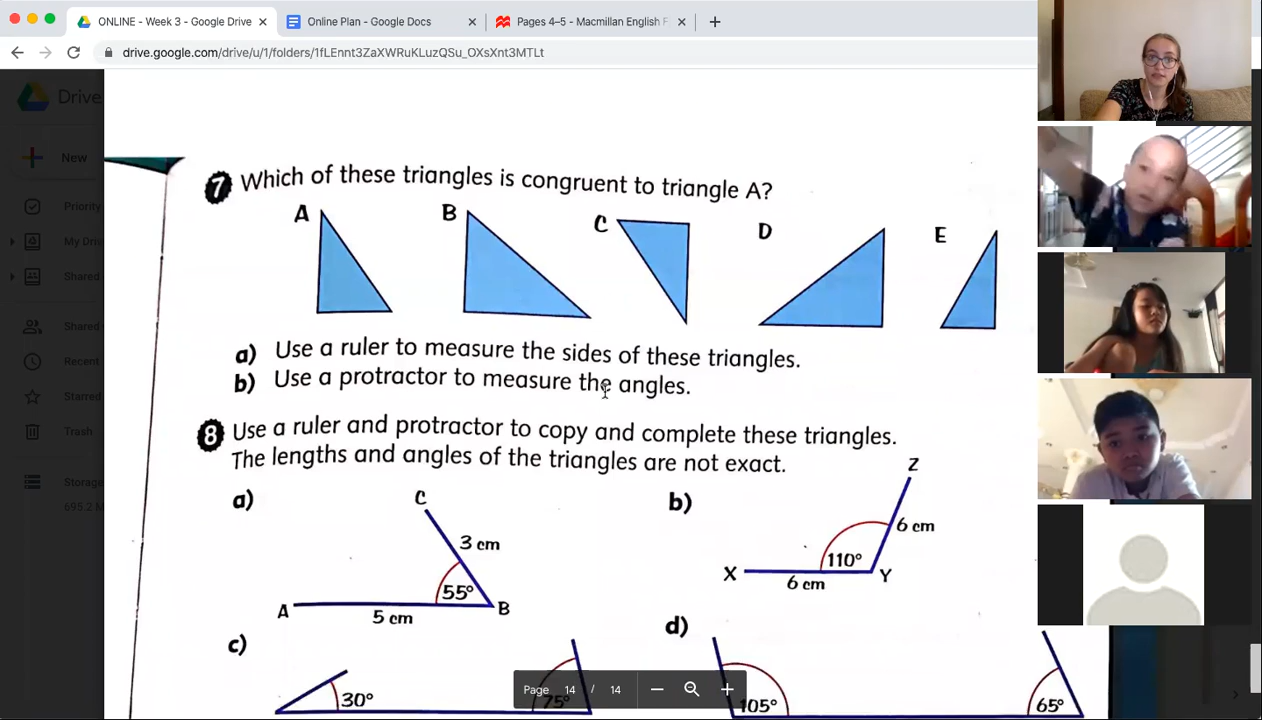 ONLINE - Week 3 - Google Drive
Online Plan - Google Docs
Pages 4–5 - Macmillan English F
drive.google.com/drive/u/1/folders/1fLEnnt3ZaXWRuKLuzQSu_OXsXnt3MTLt
Drive
New
Priority
My Dri
Shared
Shared
Recent
Starred
Trash
Storage
695.2 M
7 Which of these triangles is congruent to triangle A?
A B C D E
a) Use a ruler to measure the sides of these triangles.
b) Use a protractor to measure the angles.
8 Use a ruler and protractor to copy and complete these triangles.
The lengths and angles of the triangles are not exact.
a)
C
3 cm
55°
A
B
5 cm
b)
Z
6 cm
110°
X
Y
6 cm
c)
30°
75°
d)
105°
65°
Page 14 / 14